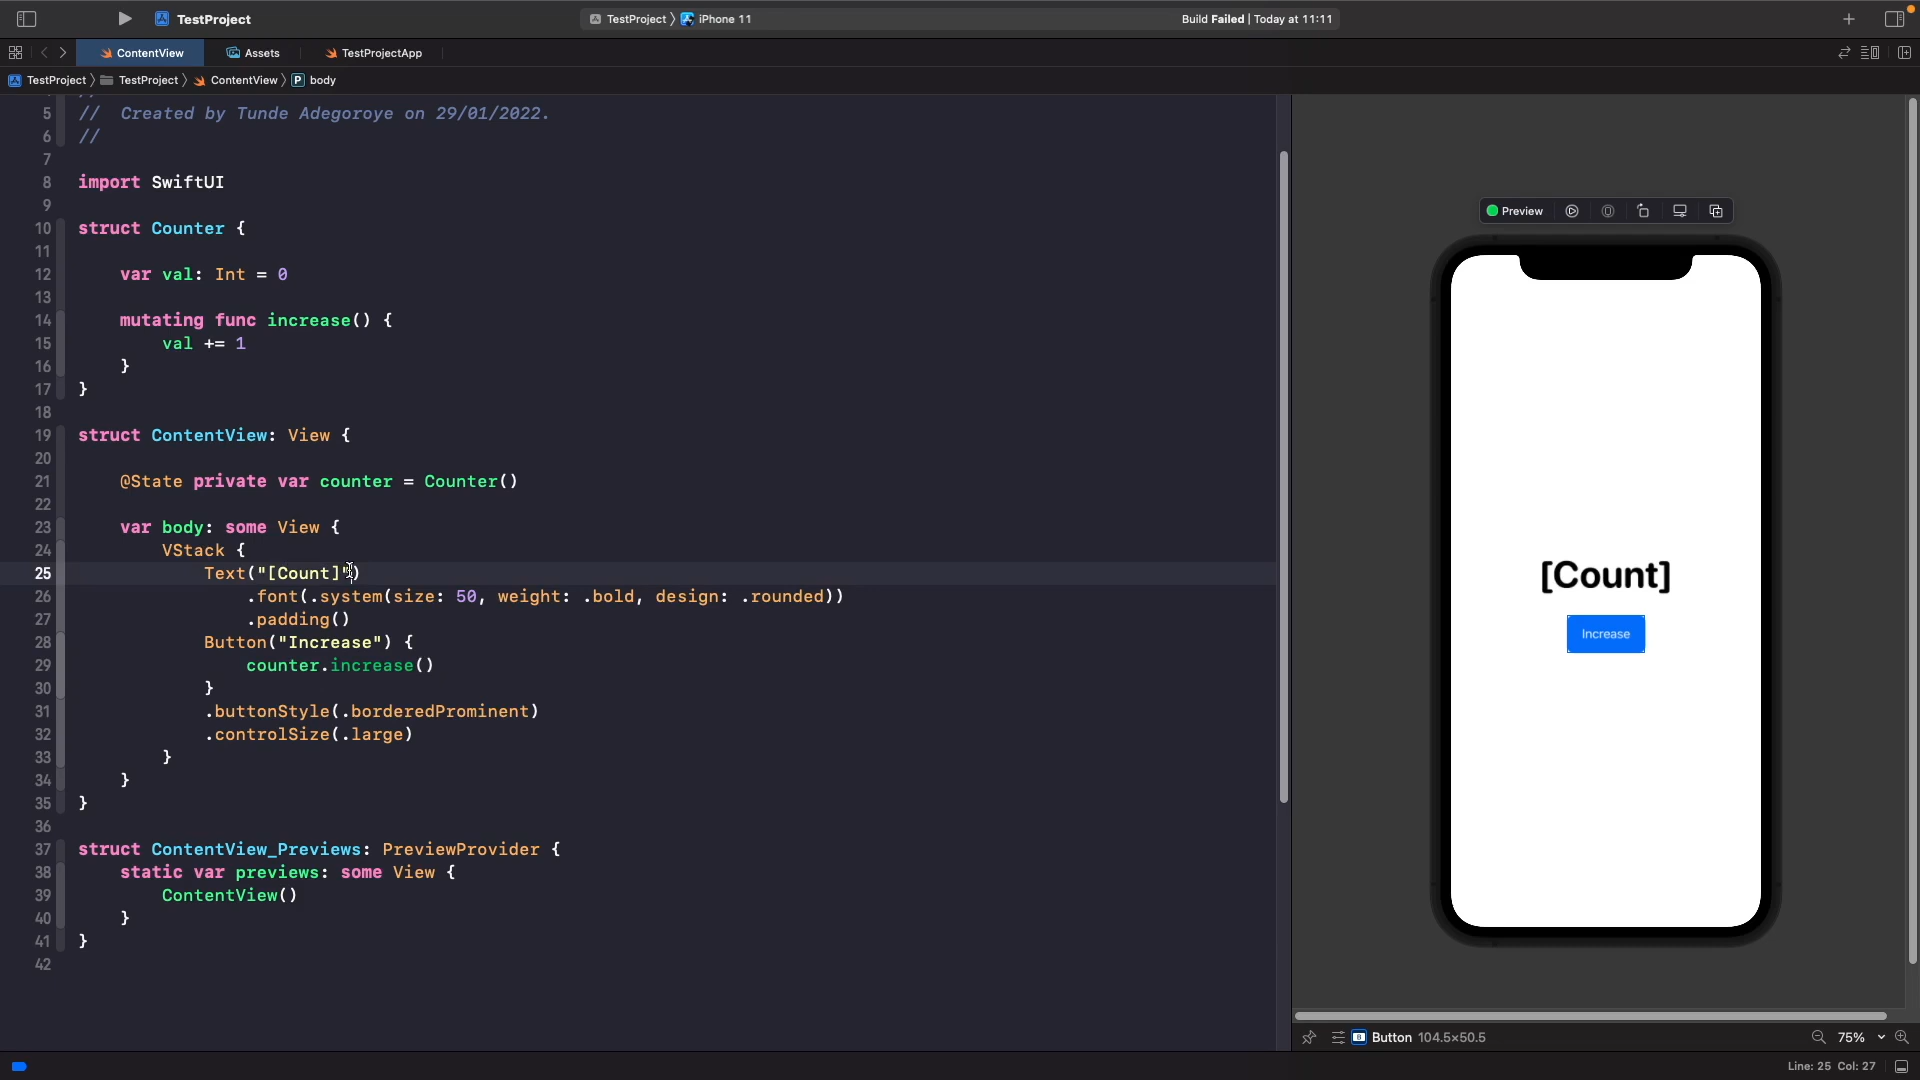 TestProject
TestProject 〉 iPhone 11
Build Failed | Today at 11:11
ContentView
Assets
TestProjectApp
TestProject 〉 TestProject 〉 ContentView 〉 P body
5 //  Created by Tunde Adegoroye on 29/01/2022.
6 //
7
8 import SwiftUI
9
10 struct Counter {
11
12     var val: Int = 0
13
14     mutating func increase() {
15         val += 1
16     }
17 }
18
19 struct ContentView: View {
20
21     @State private var counter = Counter()
22
23     var body: some View {
24         VStack {
25             Text("[Count]")
26                 .font(.system(size: 50, weight: .bold, design: .rounded))
27                 .padding()
28             Button("Increase") {
29                 counter.increase()
30             }
31             .buttonStyle(.borderedProminent)
32             .controlSize(.large)
33         }
34     }
35 }
36
37 struct ContentView_Previews: PreviewProvider {
38     static var previews: some View {
39         ContentView()
40     }
41 }
42
Preview
[Count]
Increase
B Button 104.5×50.5
75%
Line: 25 Col: 27